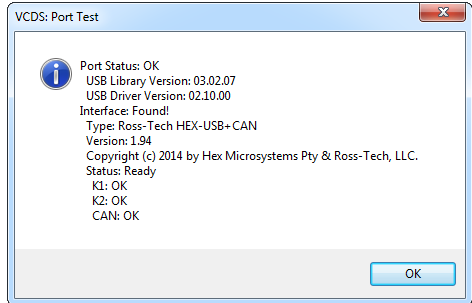 VCDS: Port Test
Port Status: OK
USB Library Version: 03.02.07
USB Driver Version: 02.10.00
Interface: Found!
Type: Ross-Tech HEX-USB+CAN
Version: 1.94
Copyright (c) 2014 by Hex Microsystems Pty & Ross-Tech, LLC.
Status: Ready
K1: OK
K2: OK
CAN: OK
OK